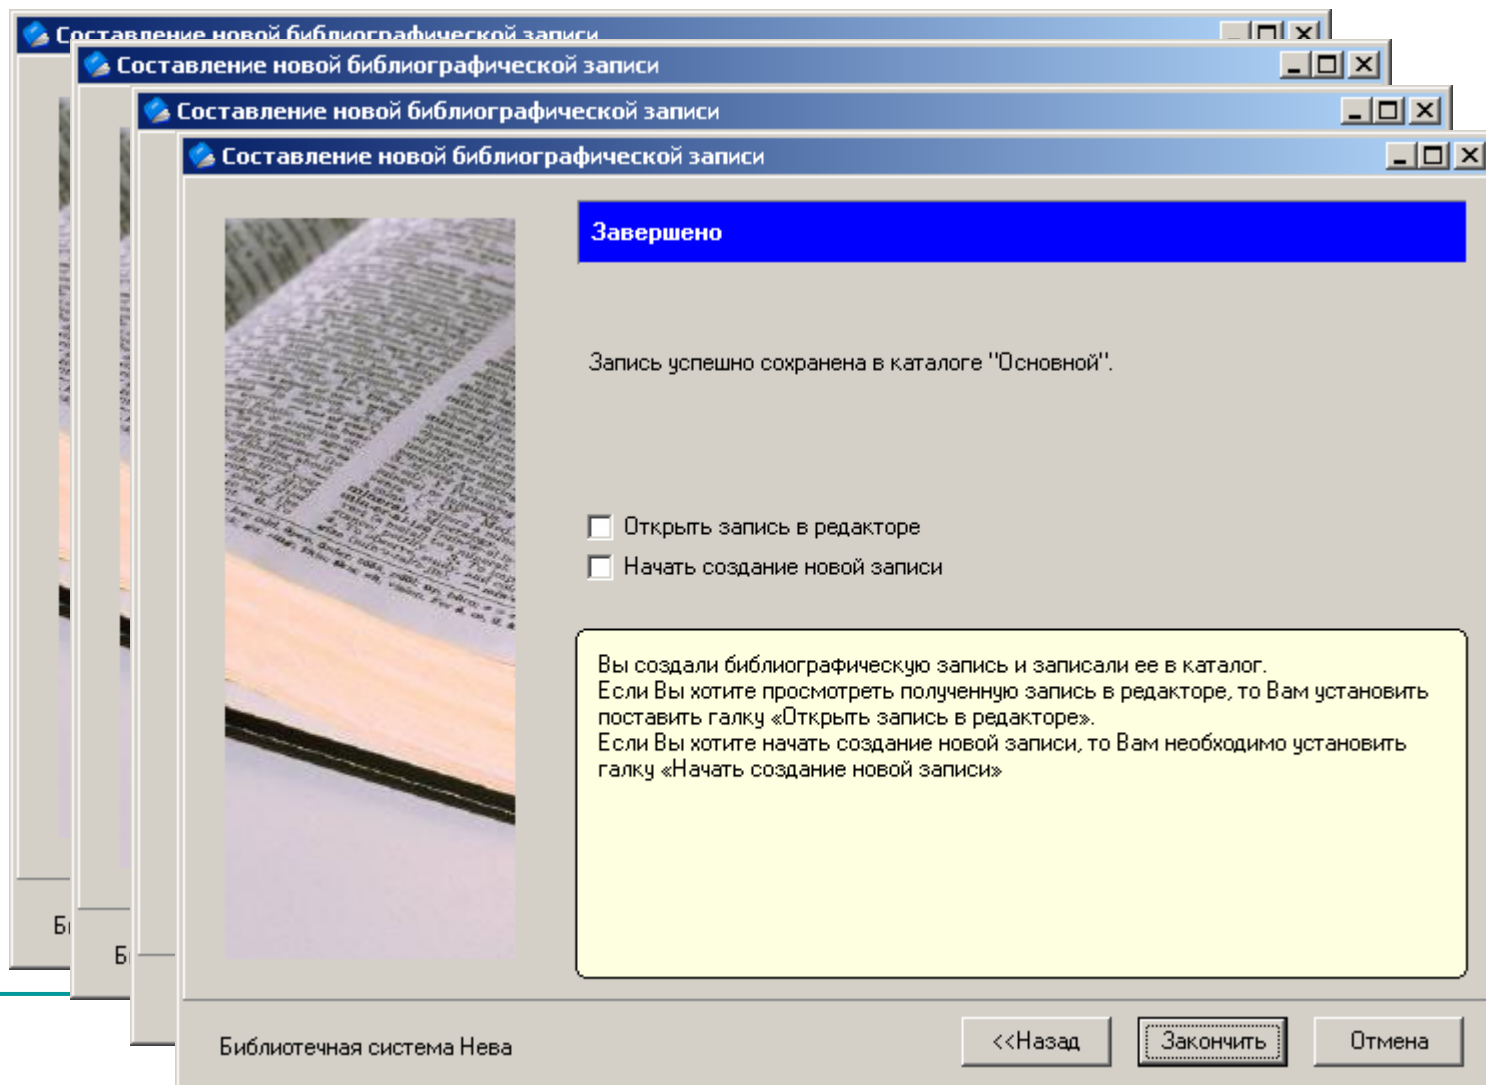 Составление новой библиографической записи
Составление новой библиографической записи
Составление новой библиографической записи
Составление новой библиографической записи
Завершено
Запись успешно сохранена в каталоге "Основной".
Открыть запись в редакторе
Начать создание новой записи
Вы создали библиографическую запись и записали ее в каталог.
Если Вы хотите просмотреть полученную запись в редакторе, то Вам установить
поставить галку «Открыть запись в редакторе».
Если Вы хотите начать создание новой записи, то Вам необходимо установить
галку «Начать создание новой записи»
Библиотечная система Нева
<<Назад
Закончить
Отмена